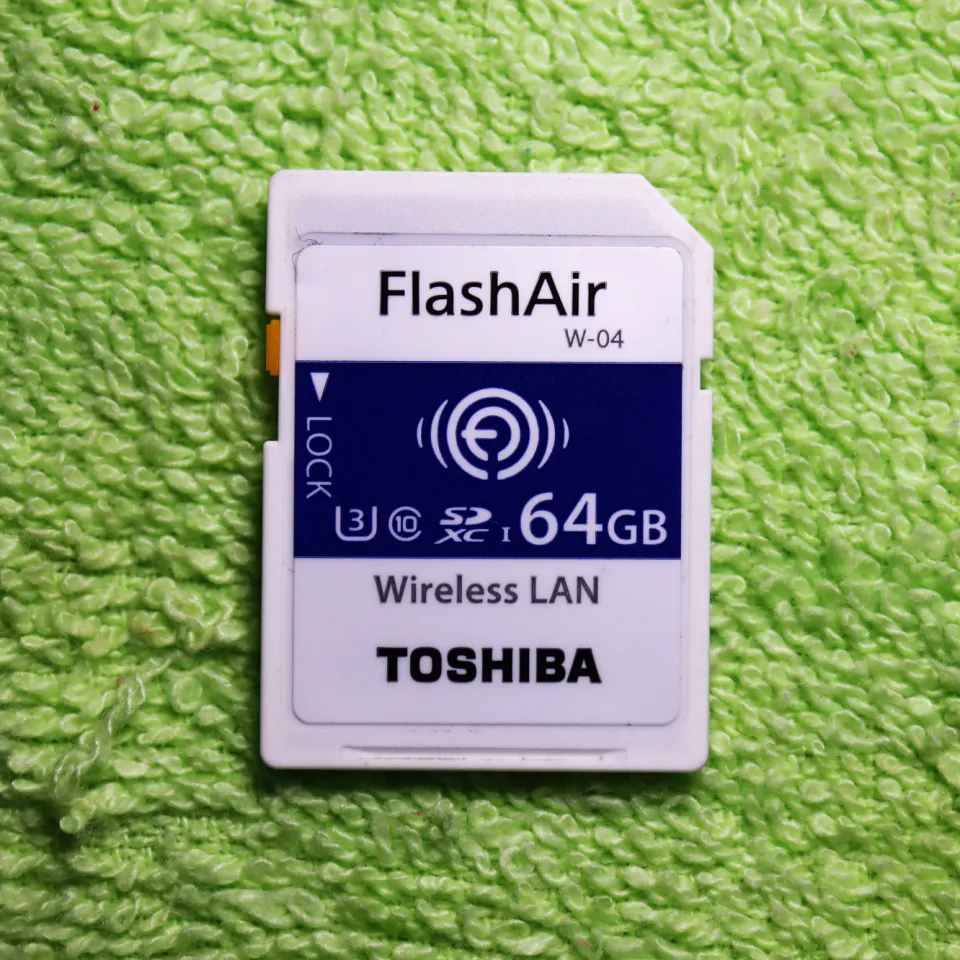 FlashAir
W-04
LOCK
3 10 SD XC I 64GB
Wireless LAN
TOSHIBA